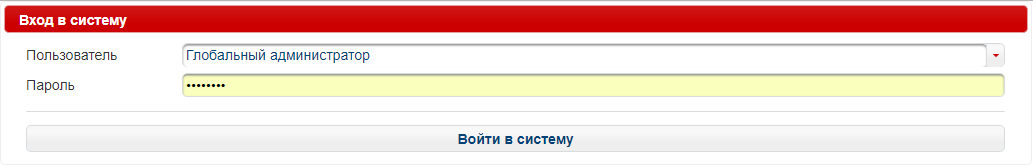 Вход в систему
Пользователь Глобальный администратор
Пароль ••••••••
Войти в систему